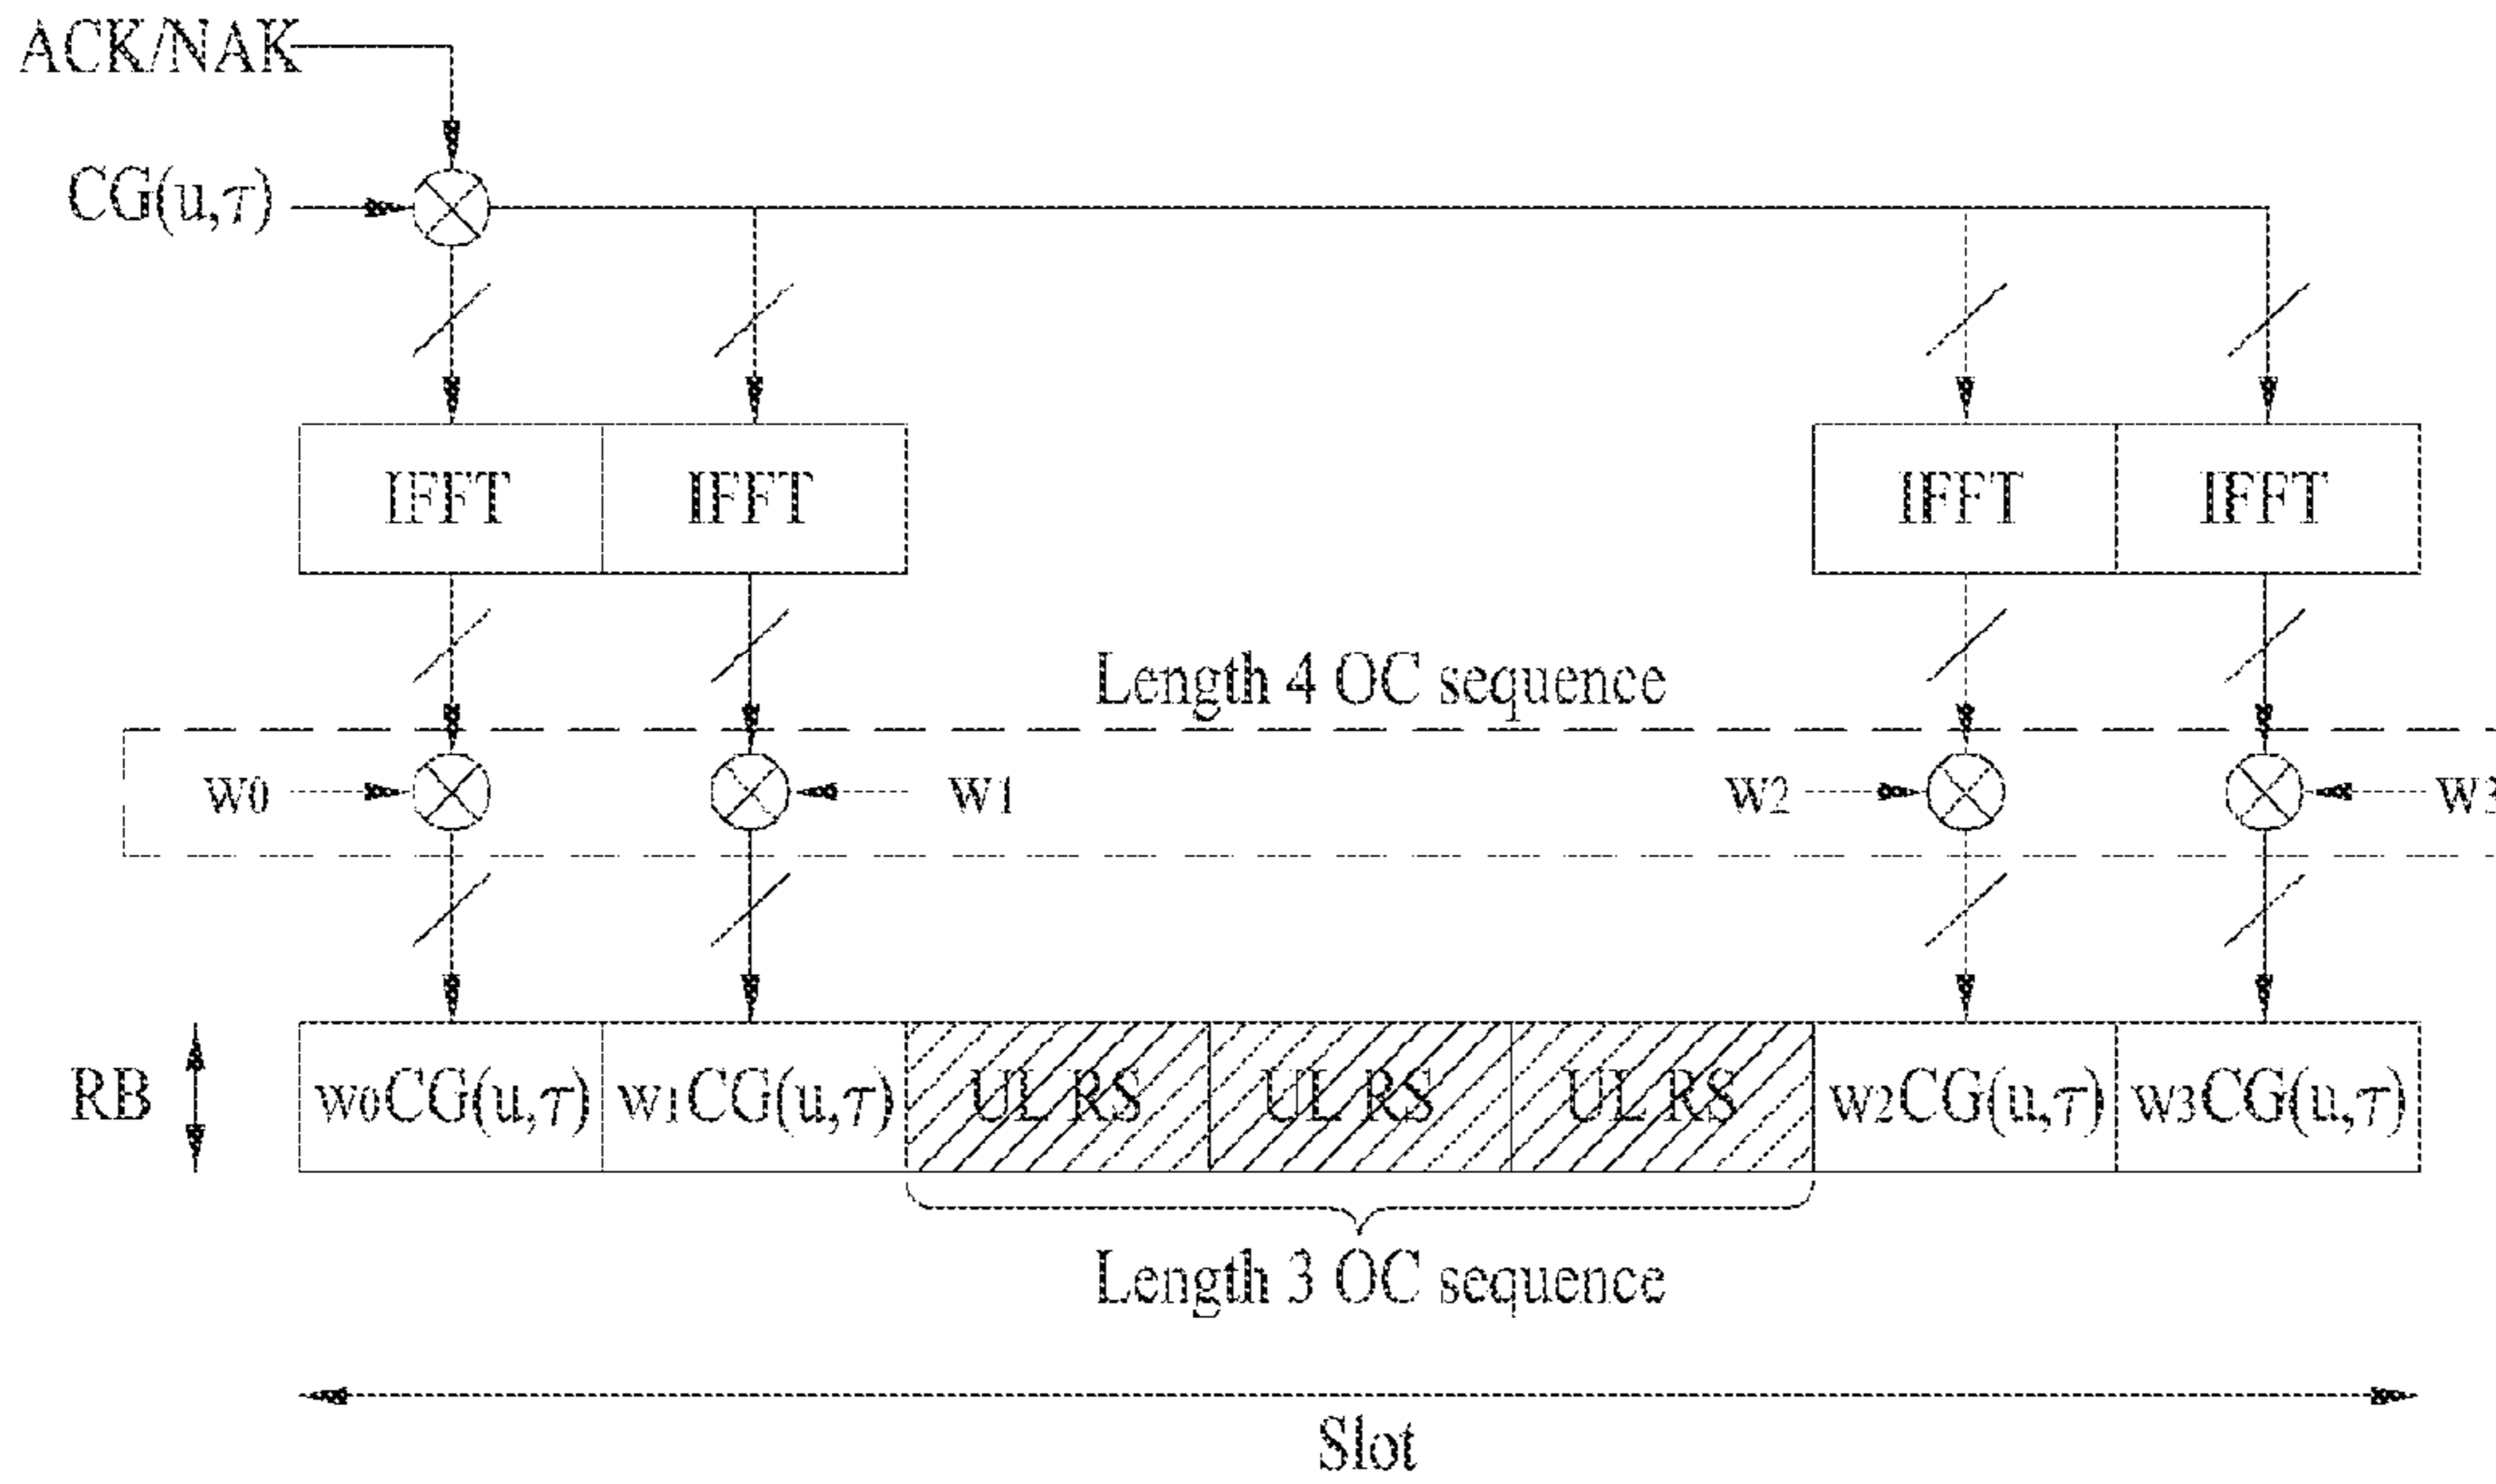 ACK/NAK
CG(u,τ)
IFFT IFFT IFFT IFFT
Length 4 OC sequence
w0 w1 w2 w3
RB w0CG(u,τ) w1CG(u,τ) UL RS UL RS UL RS w2CG(u,τ) w3CG(u,τ)
Length 3 OC sequence
Slot